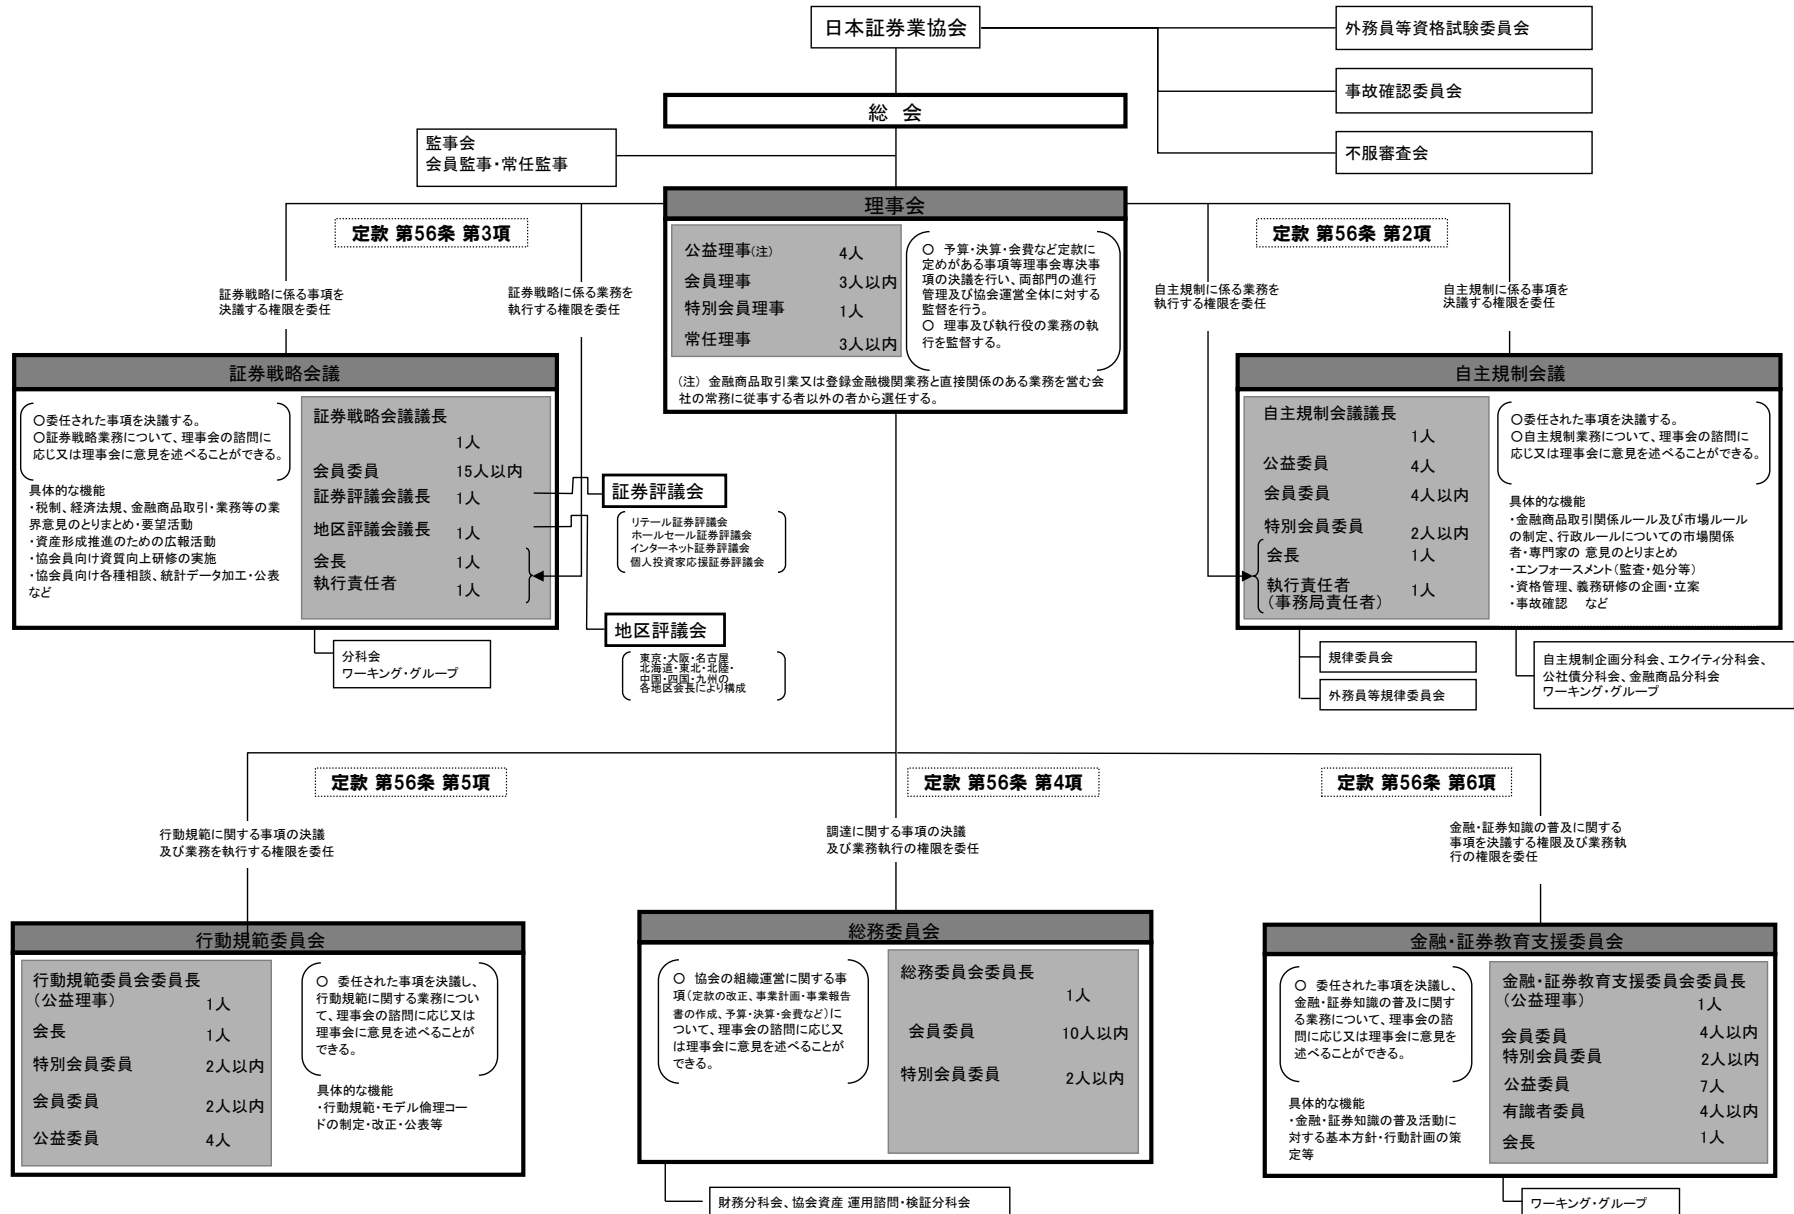 日本証券業協会
外務員等資格試験委員会
事故確認委員会
不服審査会
総 会
監事会
会員監事・常任監事
理事会
公益理事(注) 4人
会員理事 3人以内
特別会員理事 1人
常任理事 3人以内
○ 予算・決算・会費など定款に
定めがある事項等理事会専決事
項の決議を行い、両部門の進行
管理及び協会運営全体に対する
監督を行う。
○ 理事及び執行役の業務の執
行を監督する。
(注) 金融商品取引業又は登録金融機関業務と直接関係のある業務を営む会
社の常務に従事する者以外の者から選任する。
定款 第56条 第3項
証券戦略に係る事項を
決議する権限を委任
証券戦略に係る業務を
執行する権限を委任
定款 第56条 第2項
自主規制に係る業務を
執行する権限を委任
自主規制に係る事項を
決議する権限を委任
証券戦略会議
○委任された事項を決議する。
○証券戦略業務について、理事会の諮問に
応じ又は理事会に意見を述べることができる。
具体的な機能
・税制、経済法規、金融商品取引・業務等の業
界意見のとりまとめ・要望活動
・資産形成推進のための広報活動
・協会員向け資質向上研修の実施
・協会員向け各種相談、統計データ加工・公表
など
証券戦略会議議長
1人
会員委員 15人以内
証券評議会議長 1人
地区評議会議長 1人
会長 1人
執行責任者 1人
分科会
ワーキング・グループ
証券評議会
リテール証券評議会
ホールセール証券評議会
インターネット証券評議会
個人投資家応援証券評議会
地区評議会
東京・大阪・名古屋
北海道・東北・北陸・
中国・四国・九州の
各地区会長により構成
自主規制会議
自主規制会議議長
1人
公益委員 4人
会員委員 4人以内
特別会員委員 2人以内
会長 1人
執行責任者 1人
(事務局責任者)
○委任された事項を決議する。
○自主規制業務について、理事会の諮問に
応じ又は理事会に意見を述べることができる。
具体的な機能
・金融商品取引関係ルール及び市場ルール
の制定、行政ルールについての市場関係
者・専門家の 意見のとりまとめ
・エンフォースメント(監査・処分等)
・資格管理、義務研修の企画・立案
・事故確認 など
規律委員会
外務員等規律委員会
自主規制企画分科会、エクイティ分科会、
公社債分科会、金融商品分科会
ワーキング・グループ
定款 第56条 第5項
行動規範に関する事項の決議
及び業務を執行する権限を委任
定款 第56条 第4項
調達に関する事項の決議
及び業務執行の権限を委任
定款 第56条 第6項
金融・証券知識の普及に関する
事項を決議する権限及び業務執
行の権限を委任
行動規範委員会
行動規範委員会委員長
(公益理事) 1人
会長 1人
特別会員委員 2人以内
会員委員 2人以内
公益委員 4人
○ 委任された事項を決議し、
行動規範に関する業務につい
て、理事会の諮問に応じ又は
理事会に意見を述べることが
できる。
具体的な機能
・行動規範・モデル倫理コー
ドの制定・改正・公表等
総務委員会
○ 協会の組織運営に関する事
項(定款の改正、事業計画・事業報告
書の作成、予算・決算・会費など)に
ついて、理事会の諮問に応じ又
は理事会に意見を述べることが
できる。
総務委員会委員長
1人
会員委員 10人以内
特別会員委員 2人以内
財務分科会、協会資産 運用諮問・検証分科会
金融・証券教育支援委員会
○ 委任された事項を決議し、
金融・証券知識の普及に関す
る業務について、理事会の諮
問に応じ又は理事会に意見を
述べることができる。
具体的な機能
・金融・証券知識の普及活動に
対する基本方針・行動計画の策
定等
金融・証券教育支援委員会委員長
(公益理事) 1人
会員委員 4人以内
特別会員委員 2人以内
公益委員 7人
有識者委員 4人以内
会長 1人
ワーキング・グループ